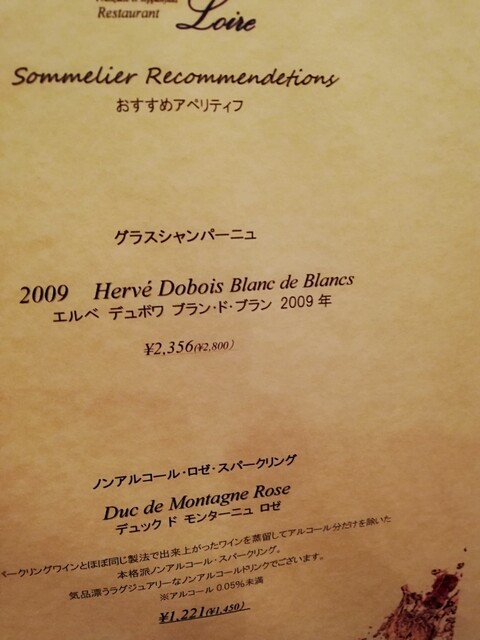 Restaurant Loire
Sommelier Recommendetions
おすすめアペリティフ
グラスシャンパーニュ
2009 Hervé Dobois Blanc de Blancs
エルベ デュボワ ブラン・ド・ブラン 2009 年
¥2,356(¥2,800)
ノンアルコール・ロゼ・スパークリング
Duc de Montagne Rose
デュック ド モンターニュ ロゼ
パークリングワインとほぼ同じ製法で出来上がったワインを蒸留してアルコール分だけを除いた
本格派ノンアルコール・スパークリング。
気品漂うラグジュアリーなノンアルコールドリンクでございます。
※アルコール 0.05%未満
¥1,221(¥1,450)